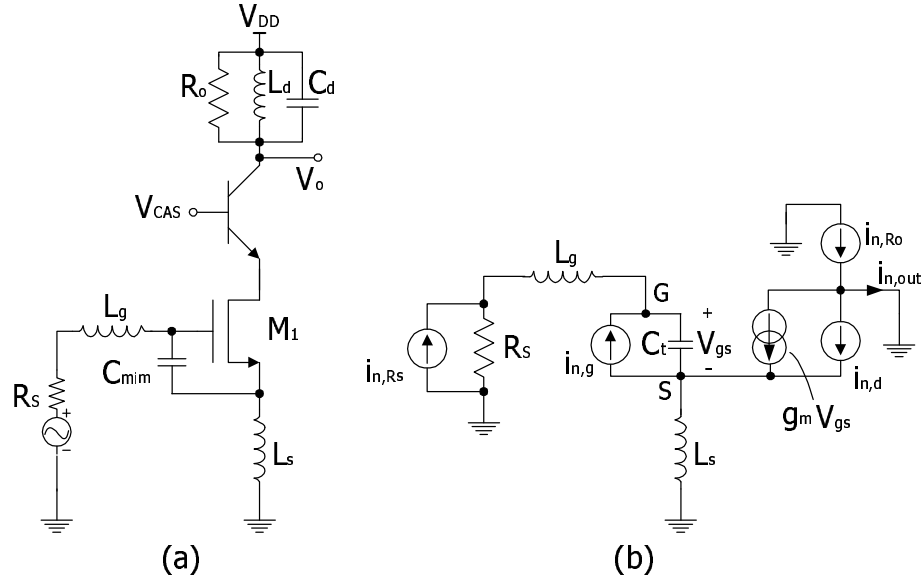 VDD
Ro
Ld
Cd
Vo
VCAS
Lg
M1
Cmim
RS
+
−
Ls
(a)
in,Ro
in,out
Lg
G
+
in,Rs
RS
in,g
Ct
Vgs
-
S
in,d
gmVgs
Ls
(b)